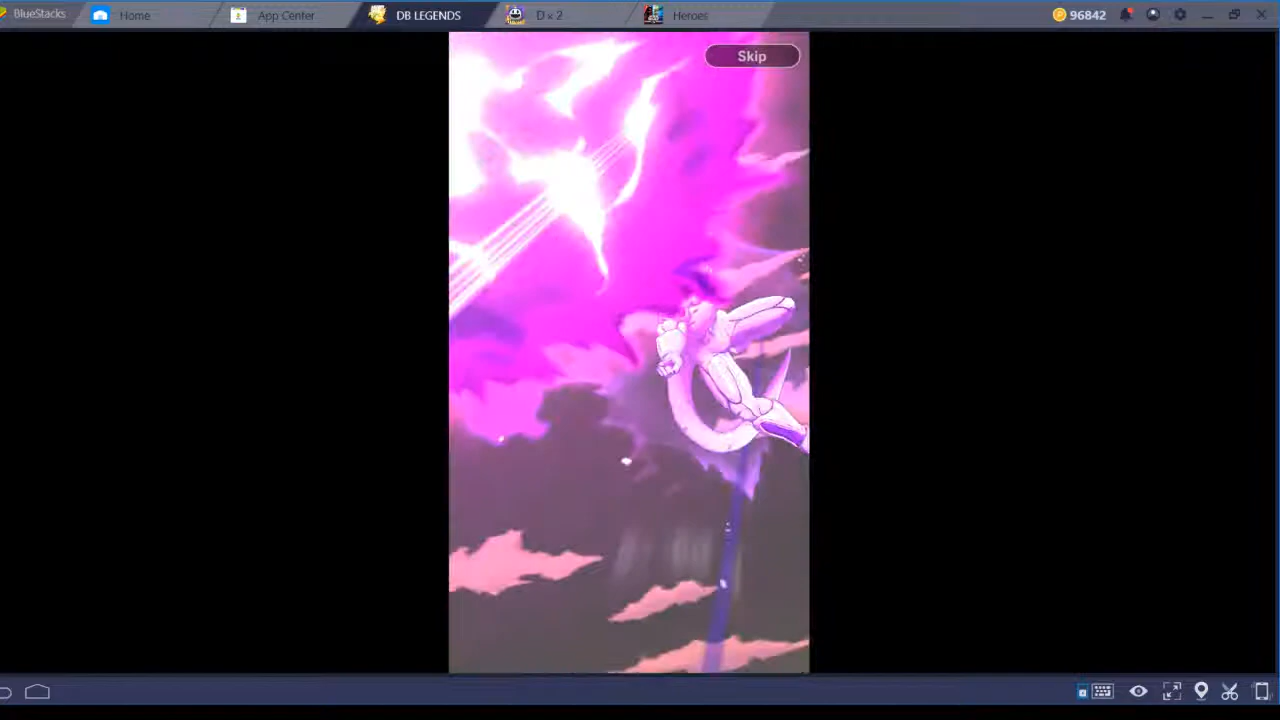 BlueStacks
Home
App Center
DB LEGENDS
D × 2
Heroes
96842
Skip